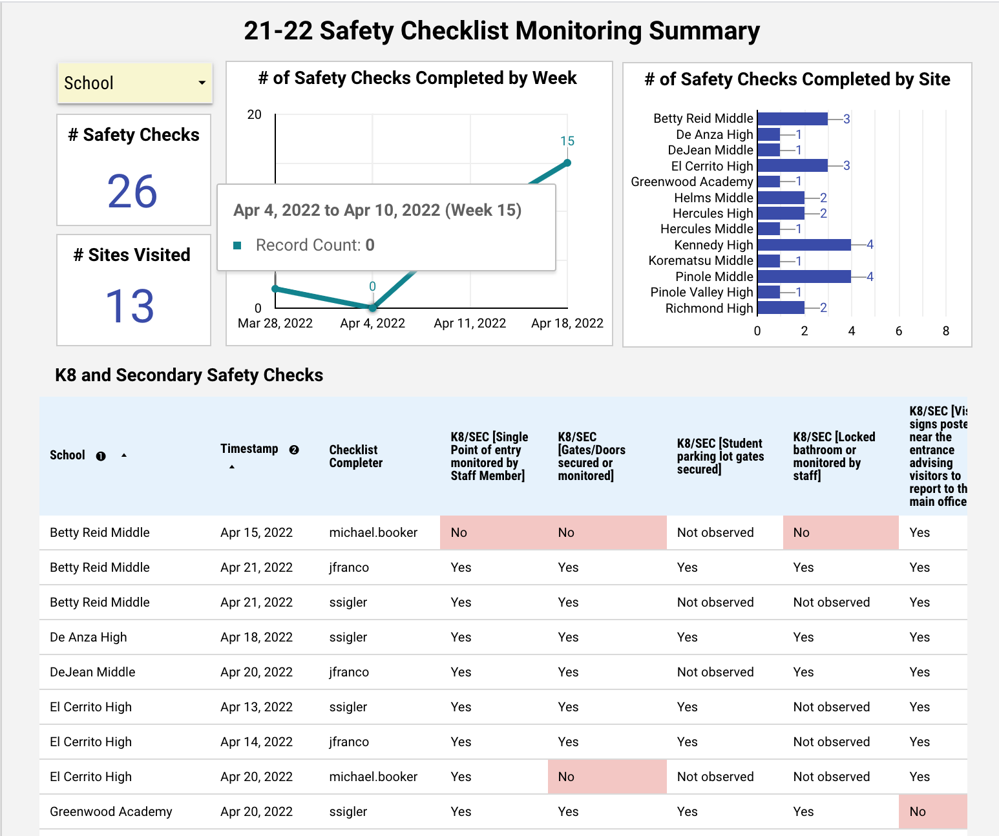 21-22 Safety Checklist Monitoring Summary
School
# Safety Checks
26
# Sites Visited
13
# of Safety Checks Completed by Week
20
15
Apr 4, 2022 to Apr 10, 2022 (Week 15)
Record Count: 0
0
0
Mar 28, 2022 Apr 4, 2022 Apr 11, 2022 Apr 18, 2022
# of Safety Checks Completed by Site
Betty Reid Middle 3
De Anza High 1
DeJean Middle 1
El Cerrito High 3
Greenwood Academy 1
Helms Middle 2
Hercules High 2
Hercules Middle 1
Kennedy High 4
Korematsu Middle 1
Pinole Middle 4
Pinole Valley High 1
Richmond High 2
0 2 4 6 8
K8 and Secondary Safety Checks
School 1
Timestamp 2
Checklist
Completer
K8/SEC [Single
Point of entry
monitored by
Staff Member]
K8/SEC
[Gates/Doors
secured or
monitored]
K8/SEC [Student
parking lot gates
secured]
K8/SEC [Locked
bathroom or
monitored by
staff]
K8/SEC [Vis
signs poste
near the
entrance
advising
visitors to
report to th
main office
Betty Reid Middle Apr 15, 2022 michael.booker No No Not observed No Yes
Betty Reid Middle Apr 21, 2022 jfranco Yes Yes Yes Yes Yes
Betty Reid Middle Apr 21, 2022 ssigler Yes Yes Not observed Not observed Yes
De Anza High Apr 18, 2022 ssigler Yes Yes Yes Yes Yes
DeJean Middle Apr 20, 2022 jfranco Yes Yes Not observed Yes Yes
El Cerrito High Apr 13, 2022 ssigler Yes Yes Yes Not observed Yes
El Cerrito High Apr 14, 2022 jfranco Yes Yes Yes Not observed Yes
El Cerrito High Apr 20, 2022 michael.booker Yes No Not observed Not observed Yes
Greenwood Academy Apr 20, 2022 ssigler Yes Yes Yes Yes No